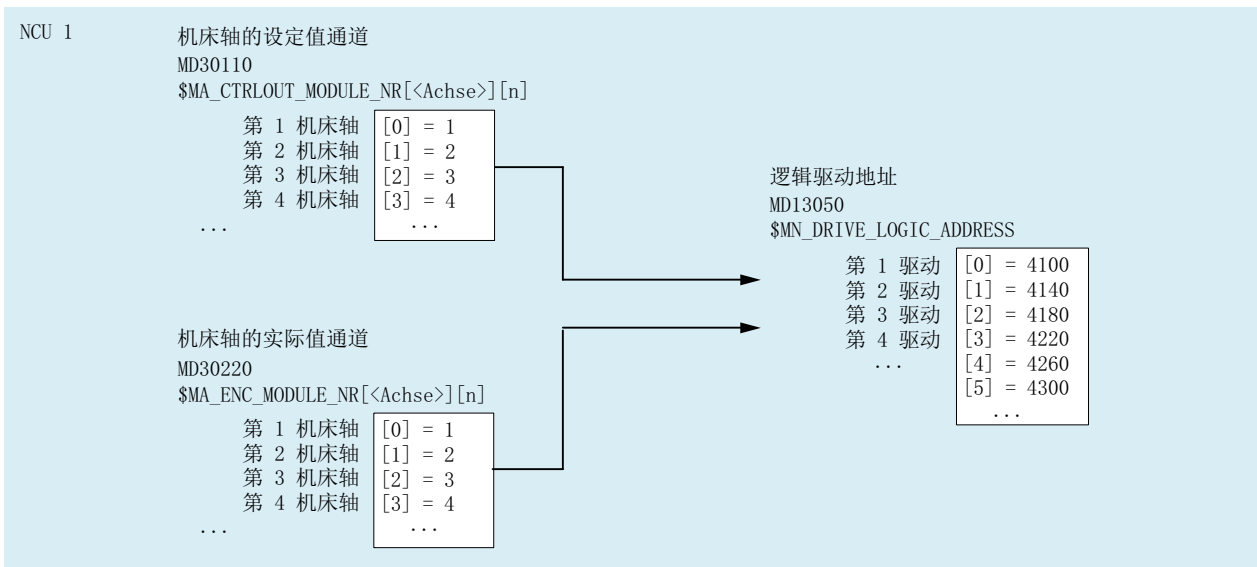 NCU 1
机床轴的设定值通道
MD30110
$MA_CTRLOUT_MODULE_NR[<Achse>][n]
第 1 机床轴 [0] = 1
第 2 机床轴 [1] = 2
第 3 机床轴 [2] = 3
第 4 机床轴 [3] = 4
... ...
逻辑驱动地址
MD13050
$MN_DRIVE_LOGIC_ADDRESS
第 1 驱动 [0] = 4100
第 2 驱动 [1] = 4140
第 3 驱动 [2] = 4180
第 4 驱动 [3] = 4220
... [4] = 4260
[5] = 4300
...
机床轴的实际值通道
MD30220
$MA_ENC_MODULE_NR[<Achse>][n]
第 1 机床轴 [0] = 1
第 2 机床轴 [1] = 2
第 3 机床轴 [2] = 3
第 4 机床轴 [3] = 4
... ...